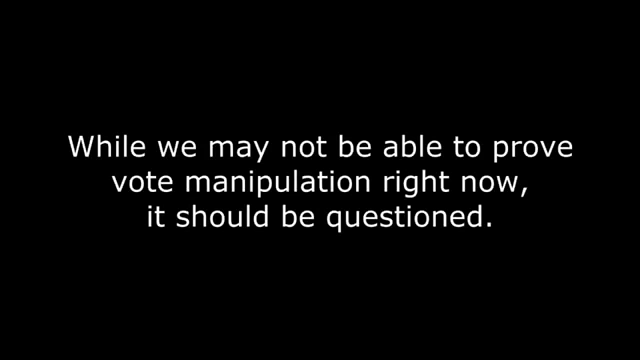 While we may not be able to prove
vote manipulation right now,
it should be questioned.